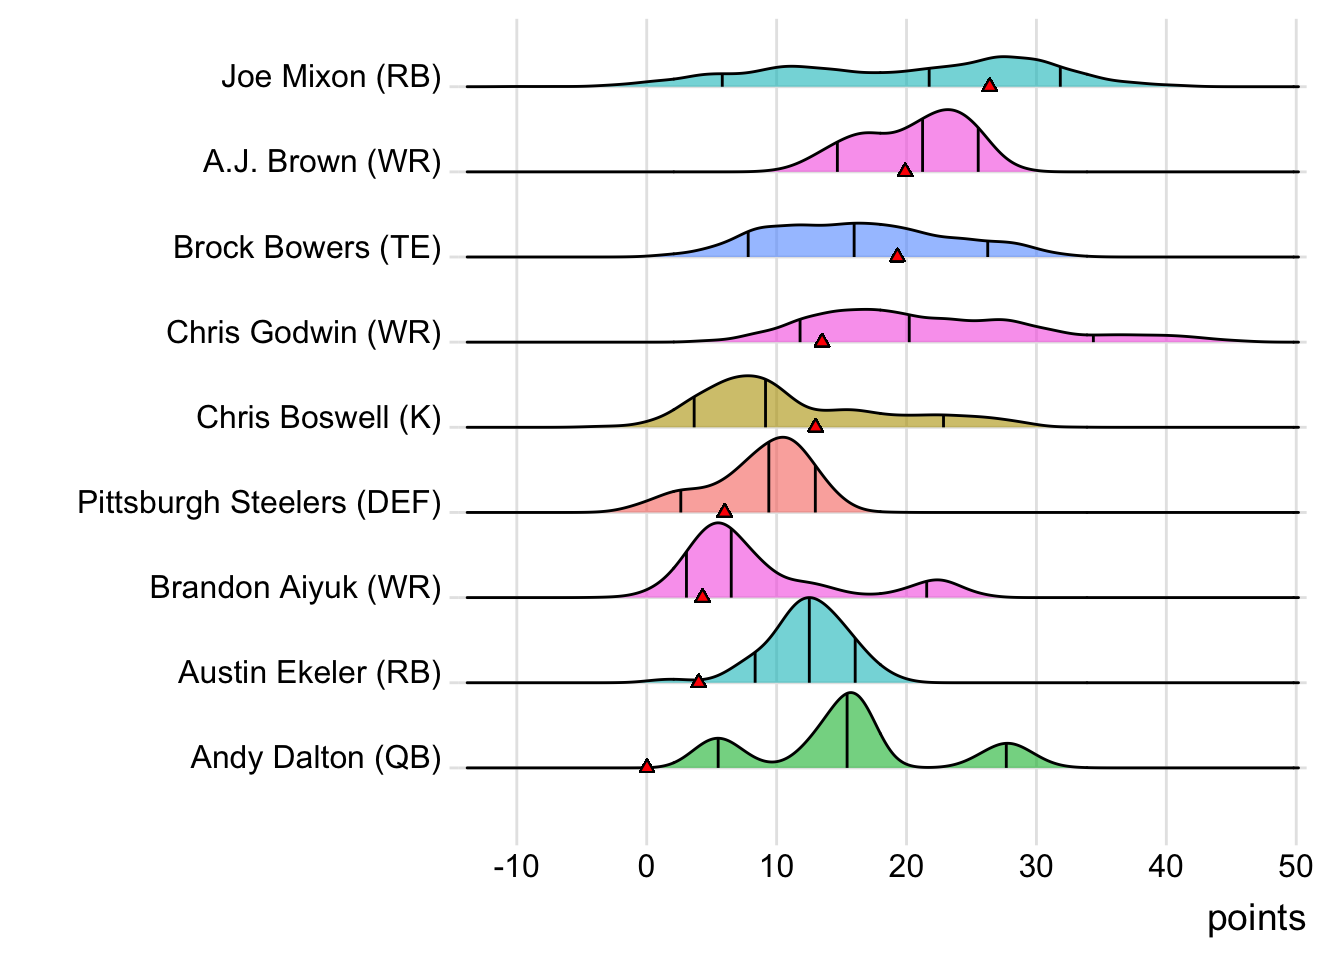 Joe Mixon (RB)
A.J. Brown (WR)
Brock Bowers (TE)
Chris Godwin (WR)
Chris Boswell (K)
Pittsburgh Steelers (DEF)
Brandon Aiyuk (WR)
Austin Ekeler (RB)
Andy Dalton (QB)
-10 0 10 20 30 40 50
points